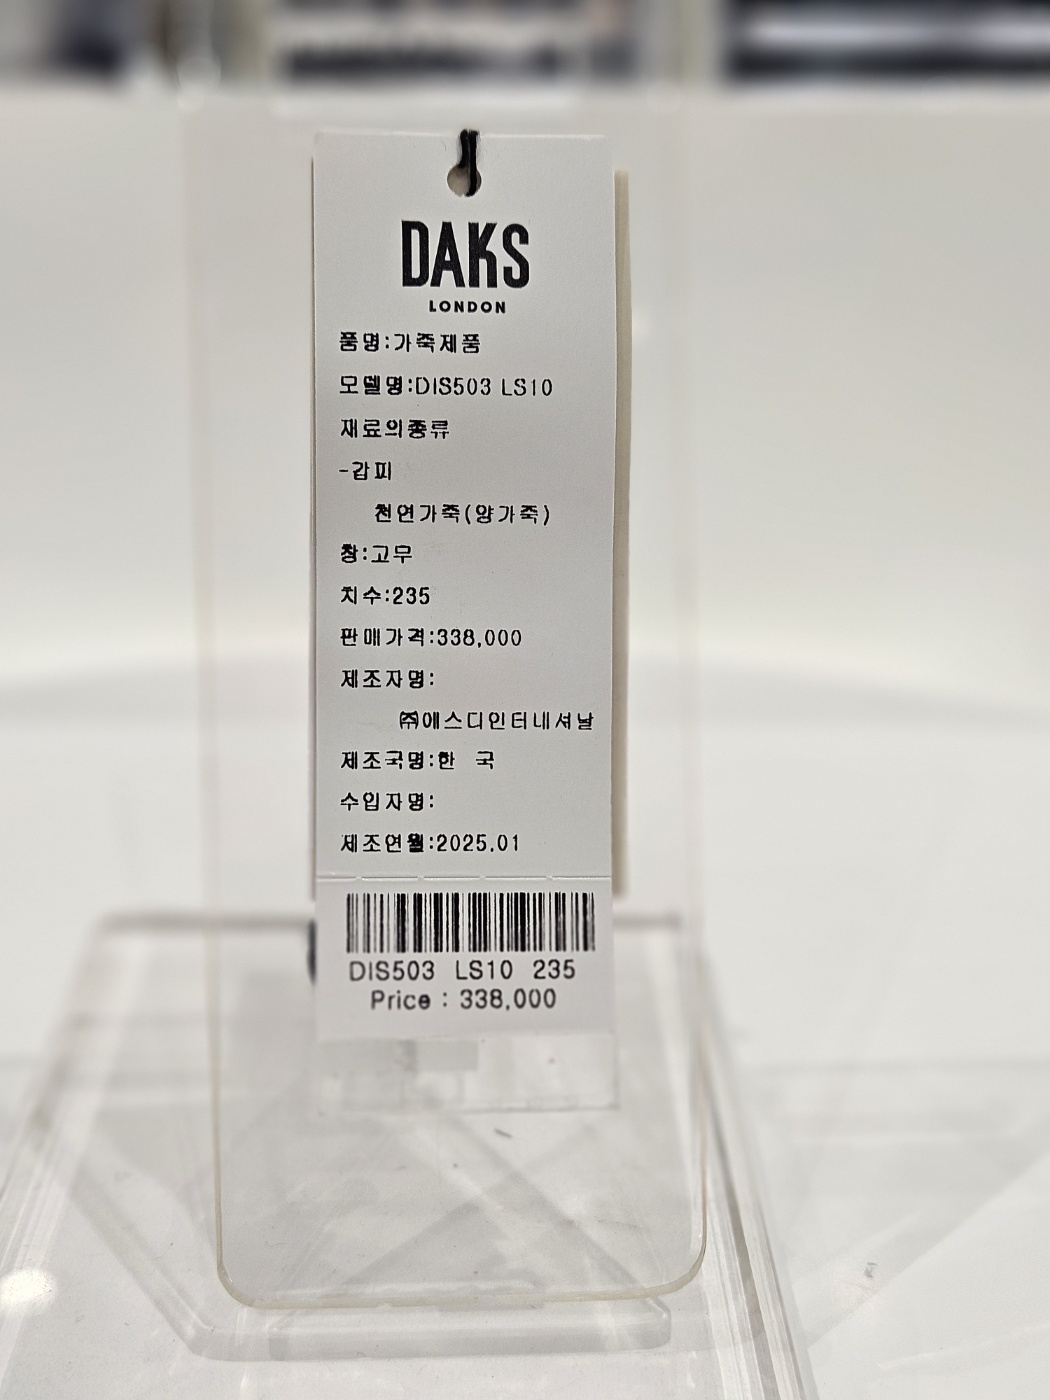 DAKS
LONDON
품명:가죽제품
모델명:DIS503 LS10
재료의종류
-갑피
천연가죽(양가죽)
창:고무
치수:235
판매가격:338,000
제조자명:
㈜에스디인터내셔날
제조국명:한 국
수입자명:
제조연월:2025.01
DIS503 LS10 235
Price : 338,000